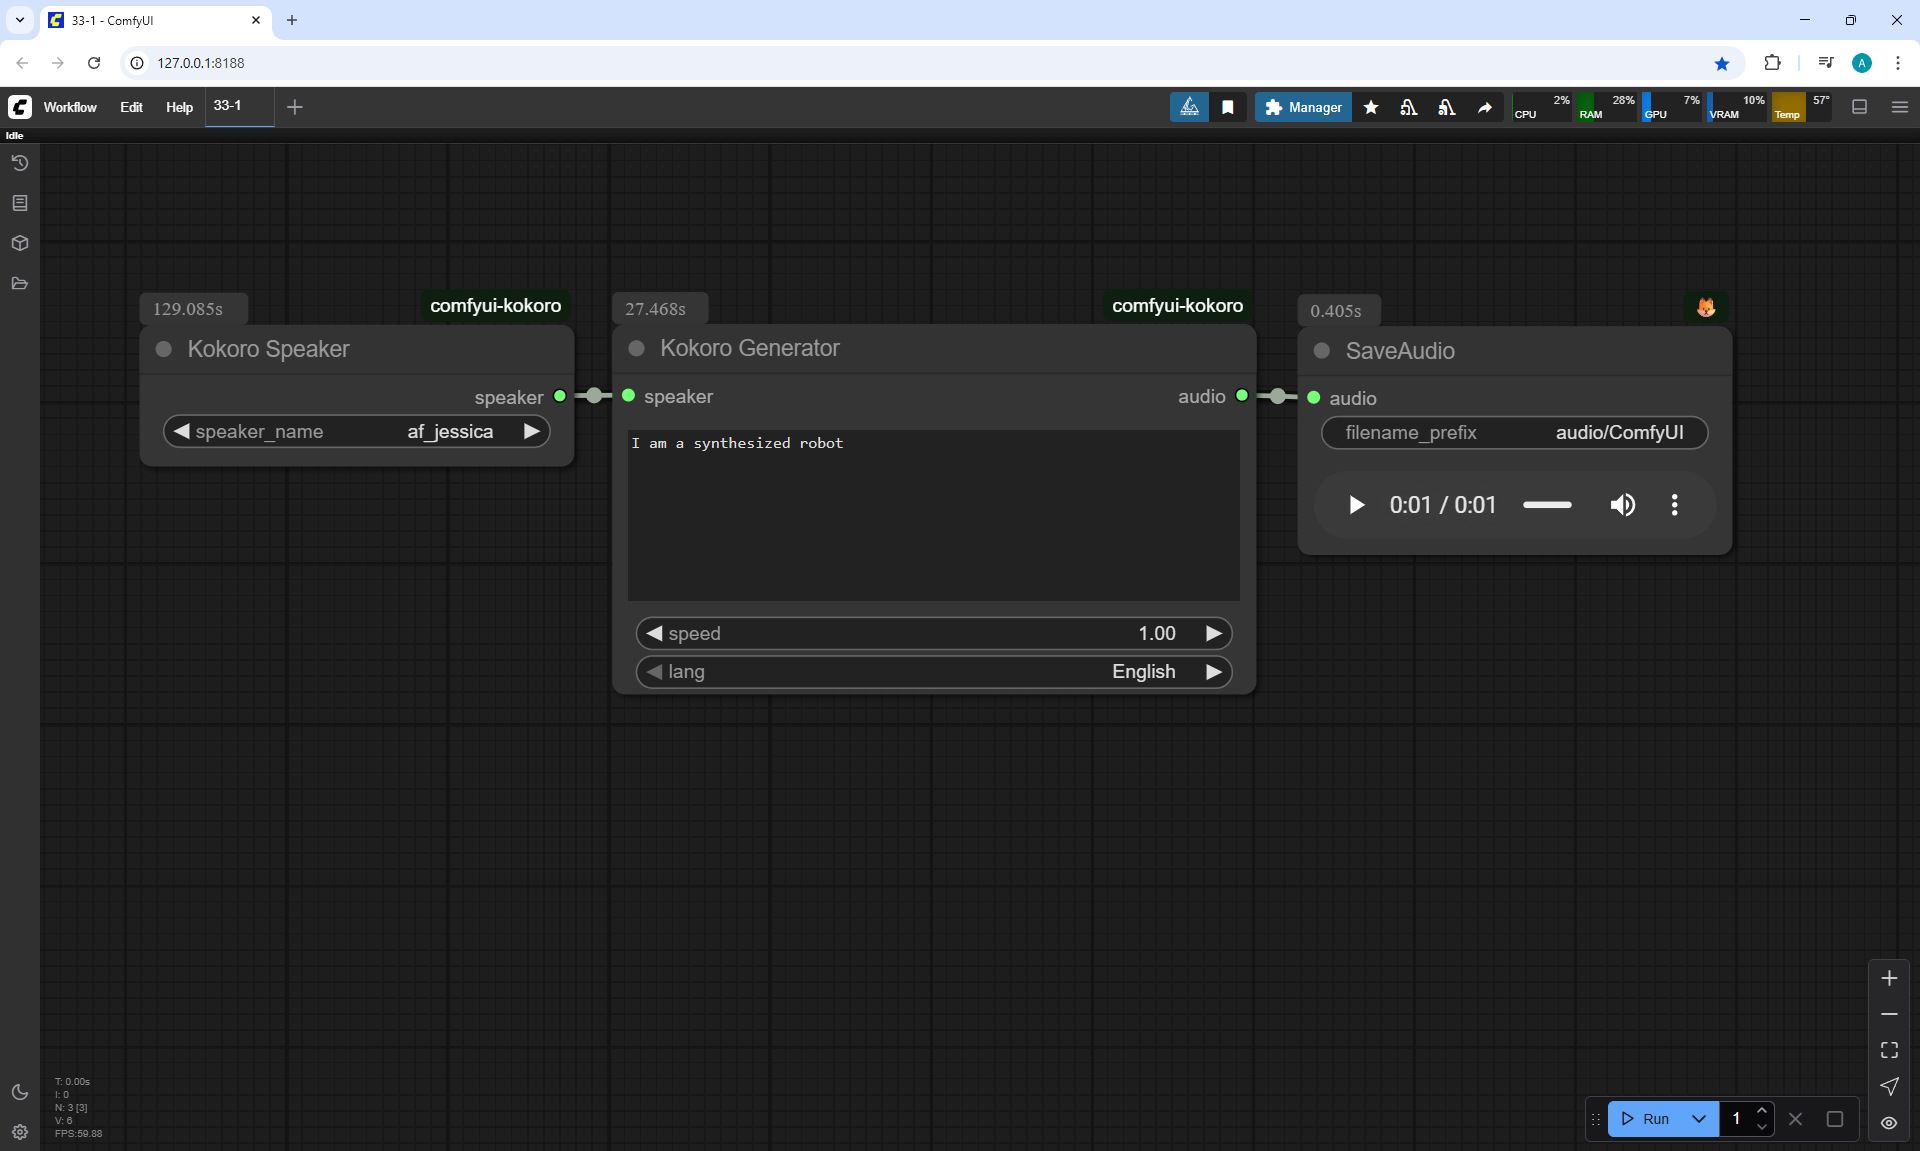 33-1 - ComfyUI
127.0.0.1:8188
A
Workflow Edit Help 33-1
Manager
CPU 2%
RAM 28%
GPU 7%
VRAM 10%
Temp 57°
Idle
129.085s comfyui-kokoro
Kokoro Speaker
speaker
speaker_name af_jessica
27.468s comfyui-kokoro
Kokoro Generator
speaker audio
I am a synthesized robot
speed 1.00
lang English
0.405s
SaveAudio
audio
filename_prefix audio/ComfyUI
0:01 / 0:01
T: 0.00s
I: 0
N: 3 [3]
V: 6
FPS:59.88
Run 1